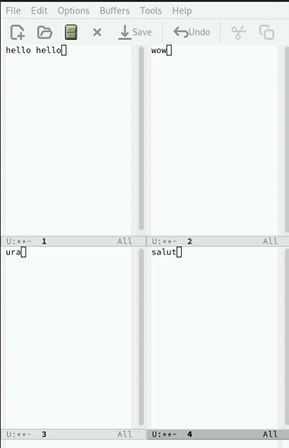 File Edit Options Buffers Tools Help
Save Undo
hello hello
wow
U:**- 1 All
U:**- 2 All
ura
salut
U:**- 3 All
U:**- 4 All